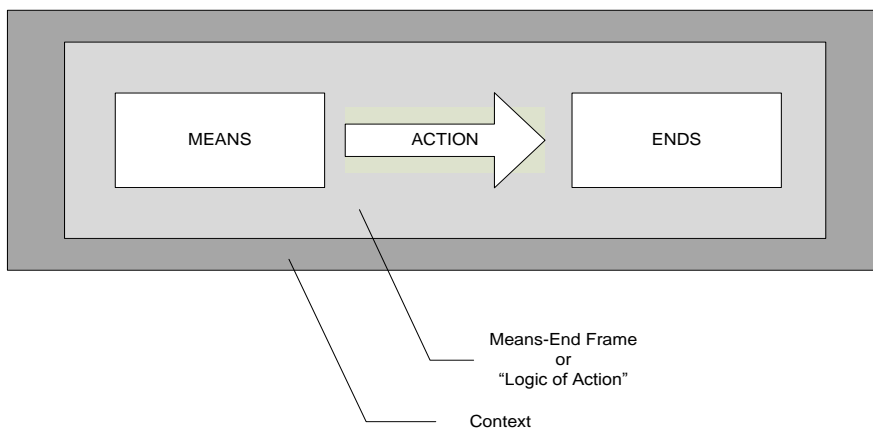 MEANS
ACTION
ENDS
Means-End Frame
or
“Logic of Action”
Context